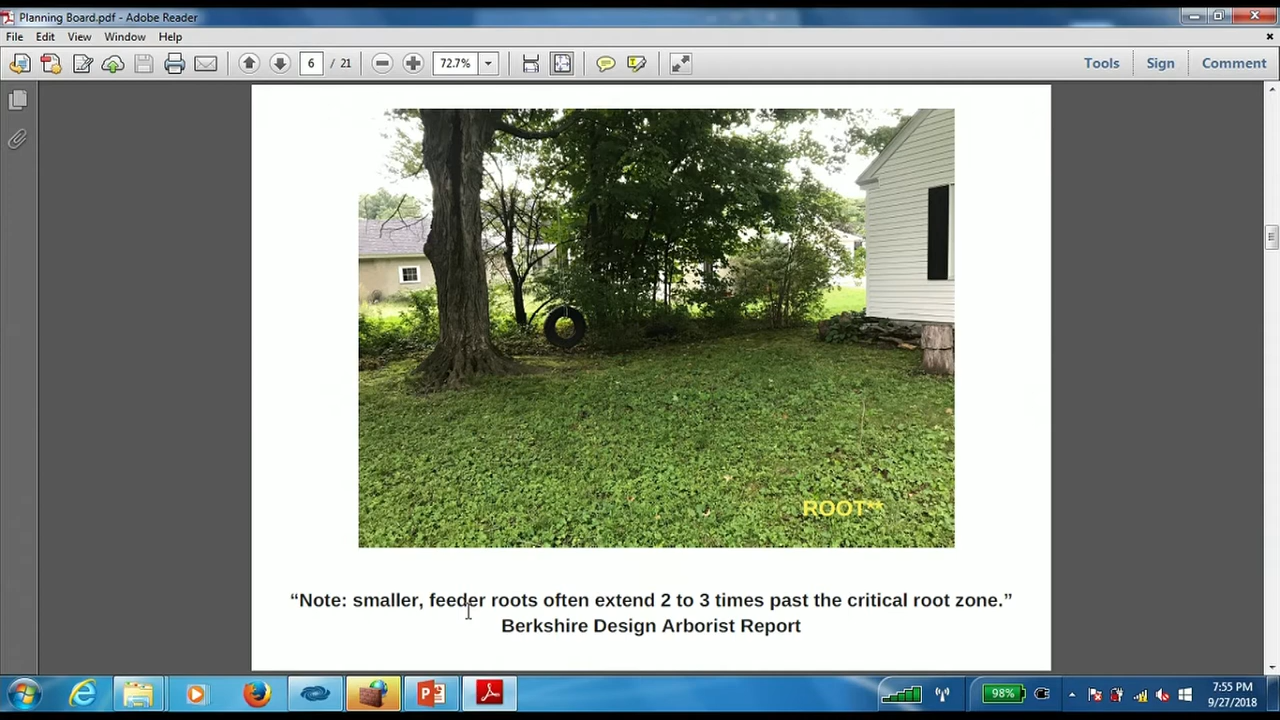 Planning Board.pdf - Adobe Reader
File Edit View Window Help
6 / 21 72.7% Tools Sign Comment
ROOT**
“Note: smaller, feeder roots often extend 2 to 3 times past the critical root zone.”
Berkshire Design Arborist Report
98%
7:55 PM
9/27/2018